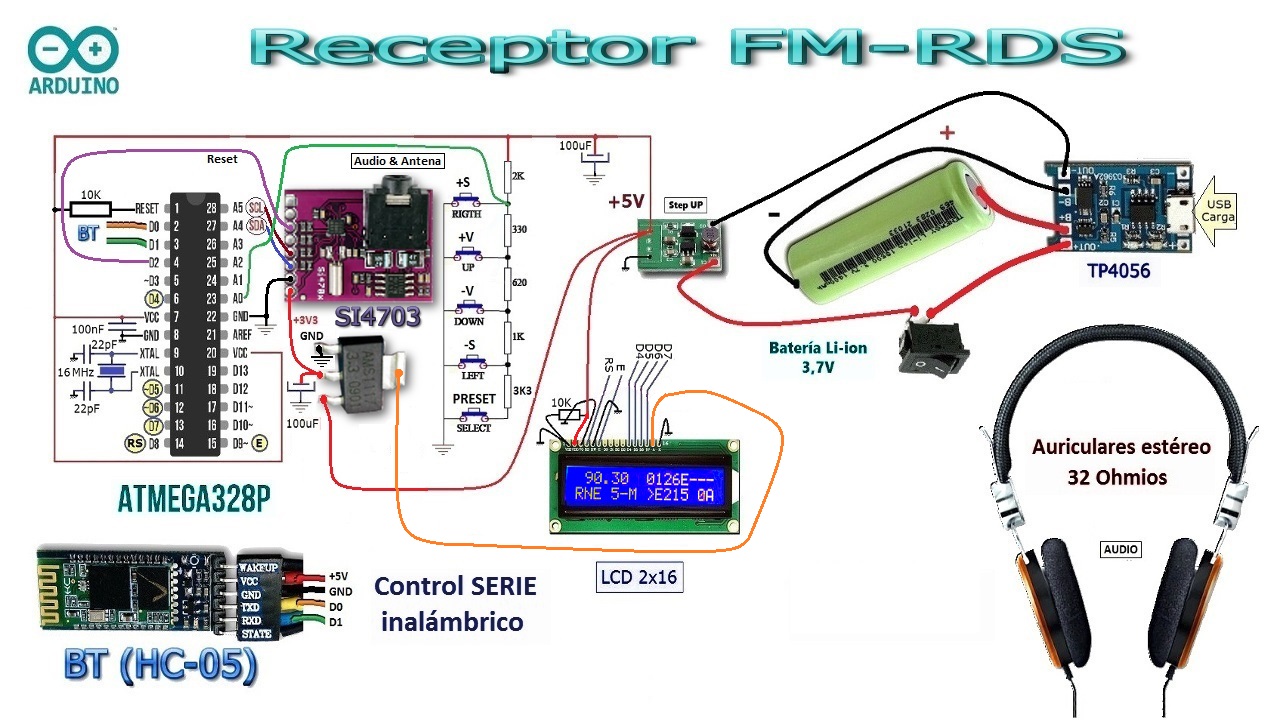 Receptor FM-RDS
ARDUINO
Reset
Audio & Antena
100uF
10K
BT
RESET 1 28 A5 SCL
D0 2 27 A4 SDA
D1 3 26 A3
D2 4 25 A2
~D3 5 24 A1
D4 6 23 A0
VCC 7 22 GND
GND 8 21 AREF
XTAL 9 20 VCC
XTAL 10 19 D13
~D5 11 18 D12
~D6 12 17 D11~
D7 13 16 D10~
RS D8 14 15 D9~ E
100nF
22pF
16 MHz
22pF
ATMEGA328P
SI4703
+3V3
GND
AMS1117
3.3 0901
100uF
+S
RIGTH
+V
UP
-V
DOWN
-S
LEFT
PRESET
SELECT
2K
330
620
1K
3K3
+5V
Step UP
+
-
Batería Li-ion
3,7V
TP4056
USB
Carga
OUT-
B-
B+
OUT+
RS
E
D4
D5
D7
10K
90.30 0126E---
RNE 5-M >E215 0A
LCD 2x16
WAKEUP
VCC
GND
TXD
RXD
STATE
+5V
GND
D0
D1
BT (HC-05)
Control SERIE
inalámbrico
Auriculares estéreo
32 Ohmios
AUDIO